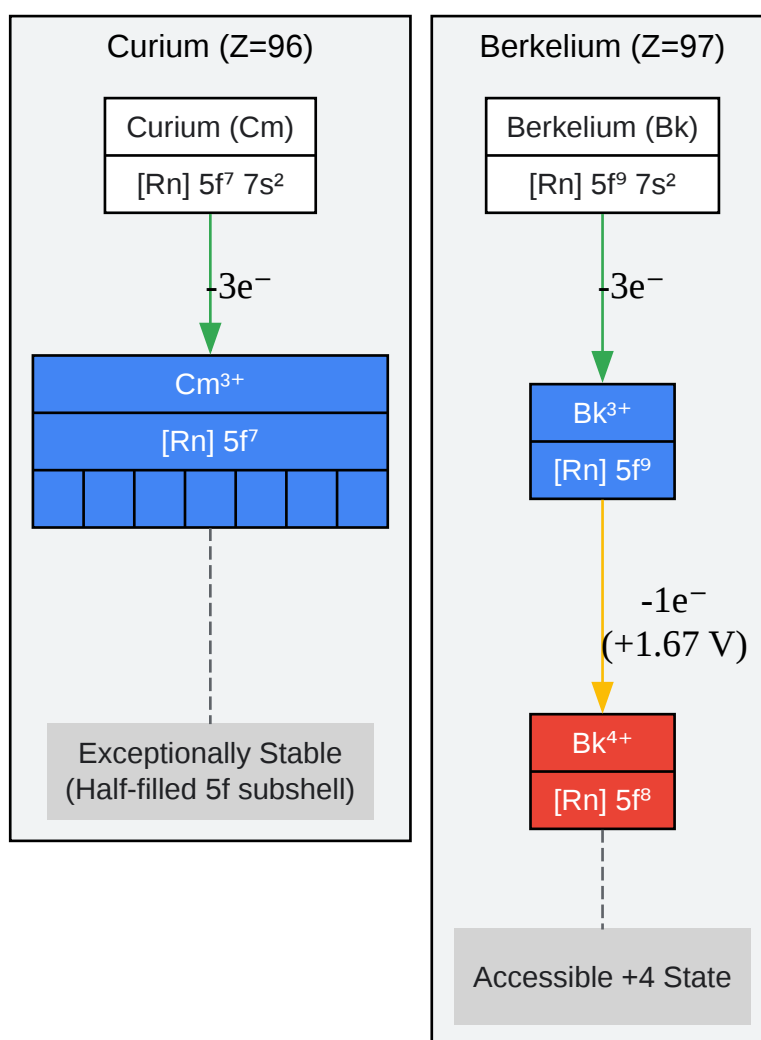 Curium (Z=96)
Curium (Cm)
[Rn] 5f⁷ 7s²
-3e⁻
Cm³⁺
[Rn] 5f⁷
Exceptionally Stable
(Half-filled 5f subshell)
Berkelium (Z=97)
Berkelium (Bk)
[Rn] 5f⁹ 7s²
-3e⁻
Bk³⁺
[Rn] 5f⁹
-1e⁻
(+1.67 V)
Bk⁴⁺
[Rn] 5f⁸
Accessible +4 State